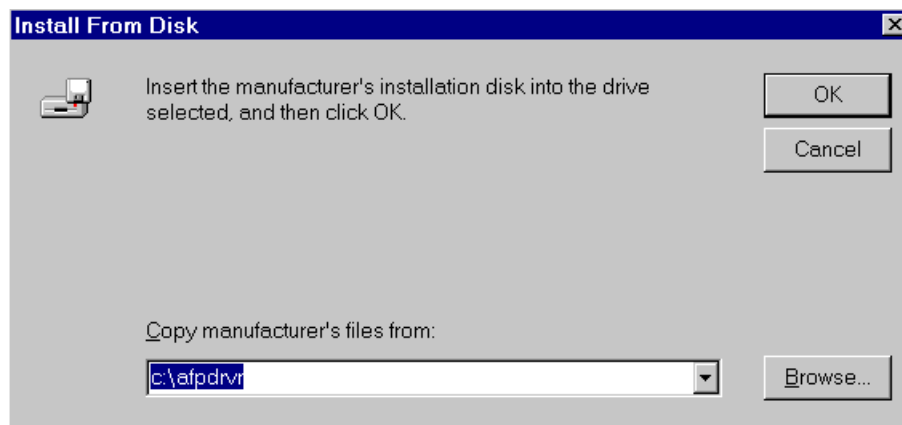 Install From Disk
Insert the manufacturer's installation disk into the drive
selected, and then click OK.
OK
Cancel
Copy manufacturer's files from:
c:\afpdrvr
Browse...